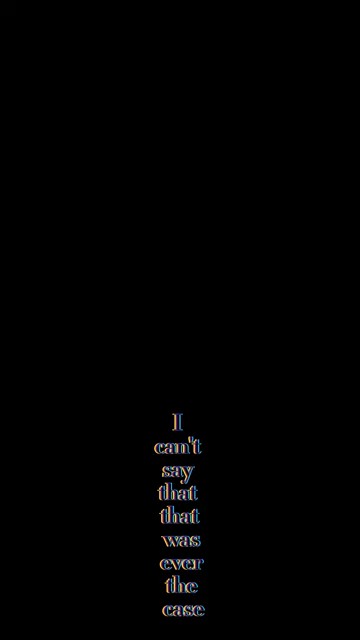 I
can't
say
that
that
was
ever
the
case